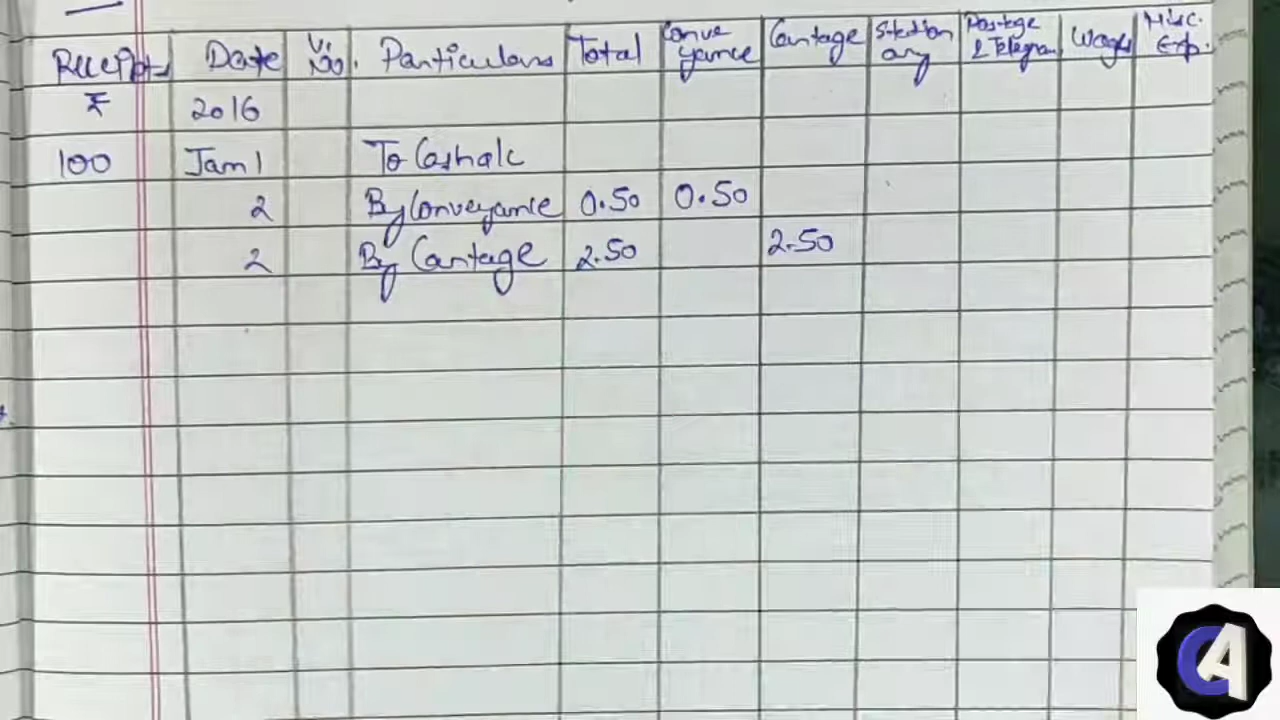 Receipts Date V. No. Particulars Total Conveyance Cartage Stationary Postage & Telegram Wages Misc. Exp.
₹ 2016
100 Jan 1 To Cash a/c
2 By Conveyance 0.50 0.50
2 By Cartage 2.50 2.50
CA